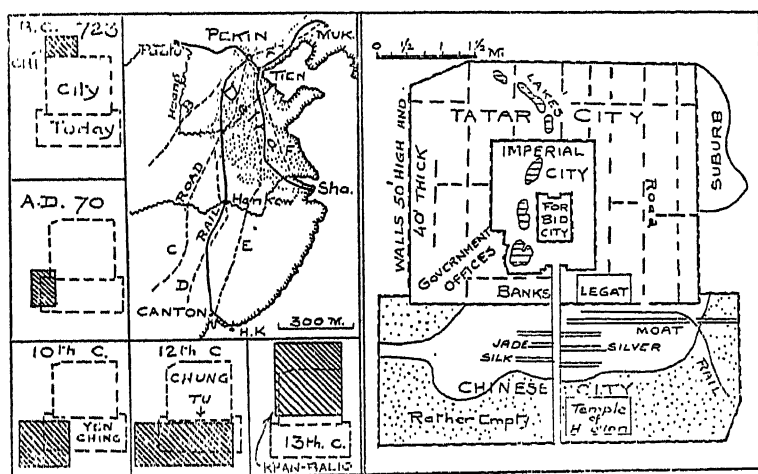 B.C. 723
CHI
City
Today
A.D. 70
10th C.
YEN
CHING
12th C
CHUNG
TU
13th C.
KHAN-BALIG
PEKIN
MUK.
TIEN
Hoang
ROAD
RAIL
Hankow
Sha.
A
B
C
D
E
CANTON
H.K
300 M.
0 ½ 1 1½ Mi.
LAKES
TATAR CITY
IMPERIAL
CITY
FOR
BID
CITY
WALLS 50' HIGH AND
40' THICK
GOVERNMENT
OFFICES
Road
SUBURB
BANKS
LEGAT
MOAT
JADE
SILVER
SILK
RAIL
CHINESE CITY
Rather Empty
Temple
of